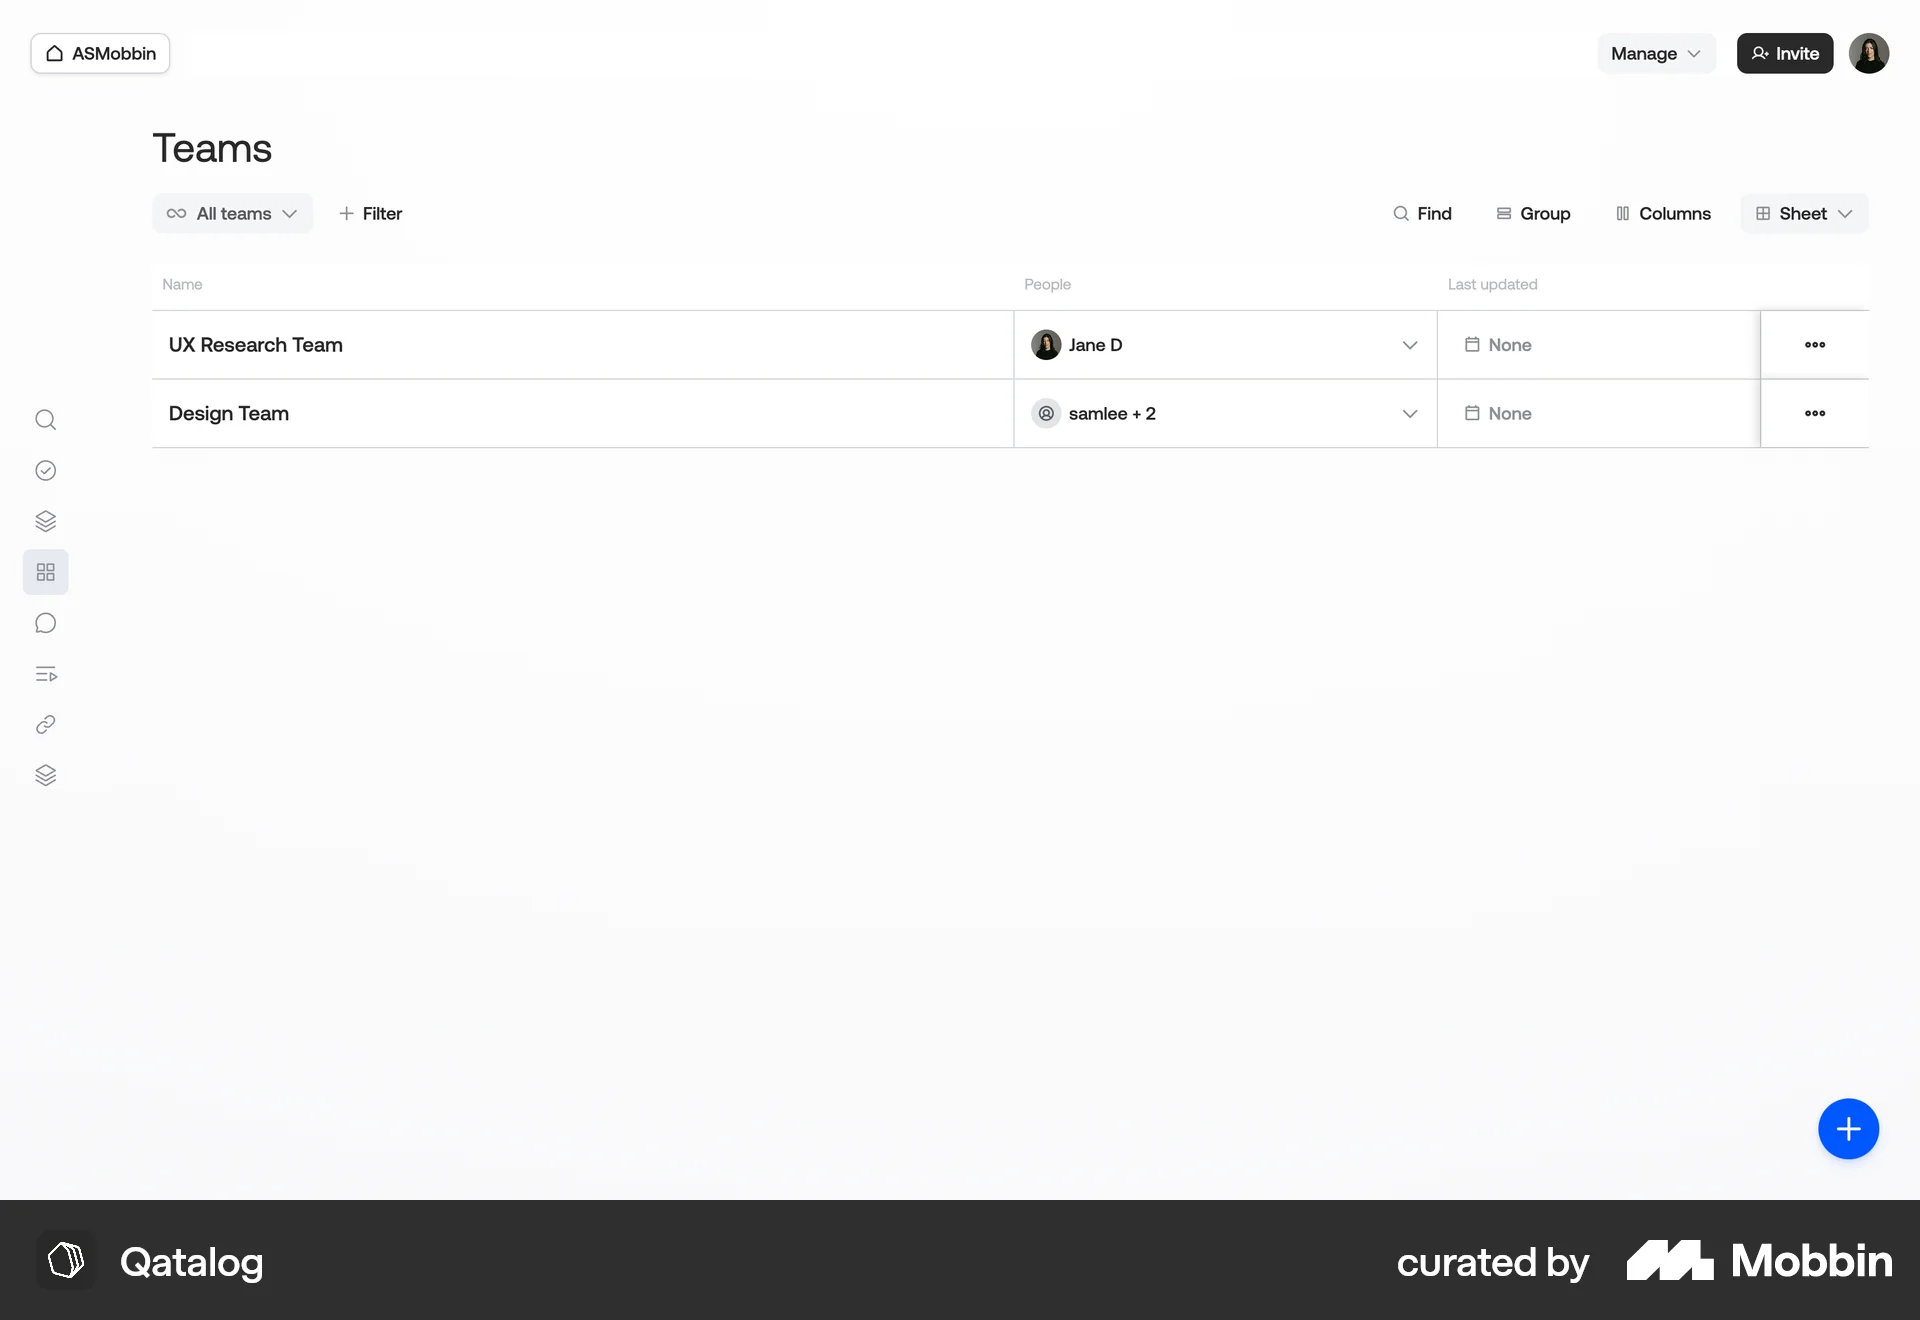 ASMobbin
Manage
Invite
Teams
All teams
Filter
Find
Group
Columns
Sheet
Name
People
Last updated
UX Research Team
Jane D
None
Design Team
samlee + 2
None
Qatalog
curated by
Mobbin